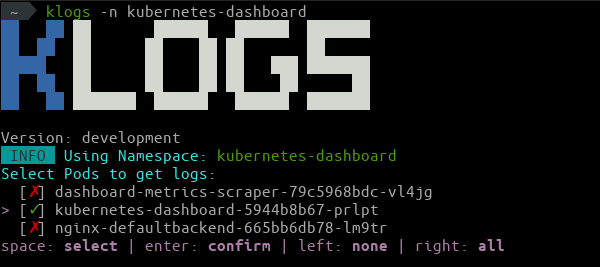 ~ klogs -n kubernetes-dashboard
KLOGS
Version: development
INFO Using Namespace: kubernetes-dashboard
Select Pods to get logs:
[✗] dashboard-metrics-scraper-79c5968bdc-vl4jg
> [✓] kubernetes-dashboard-5944b8b67-prlpt
[✗] nginx-defaultbackend-665bb6db78-lm9tr
space: select | enter: confirm | left: none | right: all